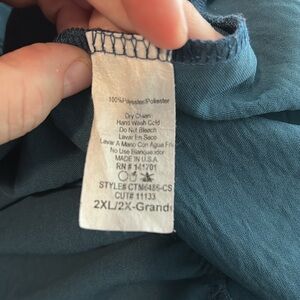 100%Polyester/Poliester
Dry Clean
Hand Wash Cold
Do Not Bleach
Lavar En Seco
Lavar A Mano Con Agua Fria
No Use Blanqueador
MADE IN U.S.A.
RN # 141701
STYLE# CTM6486-CS
CUT# 11133
2XL/2X-Grande